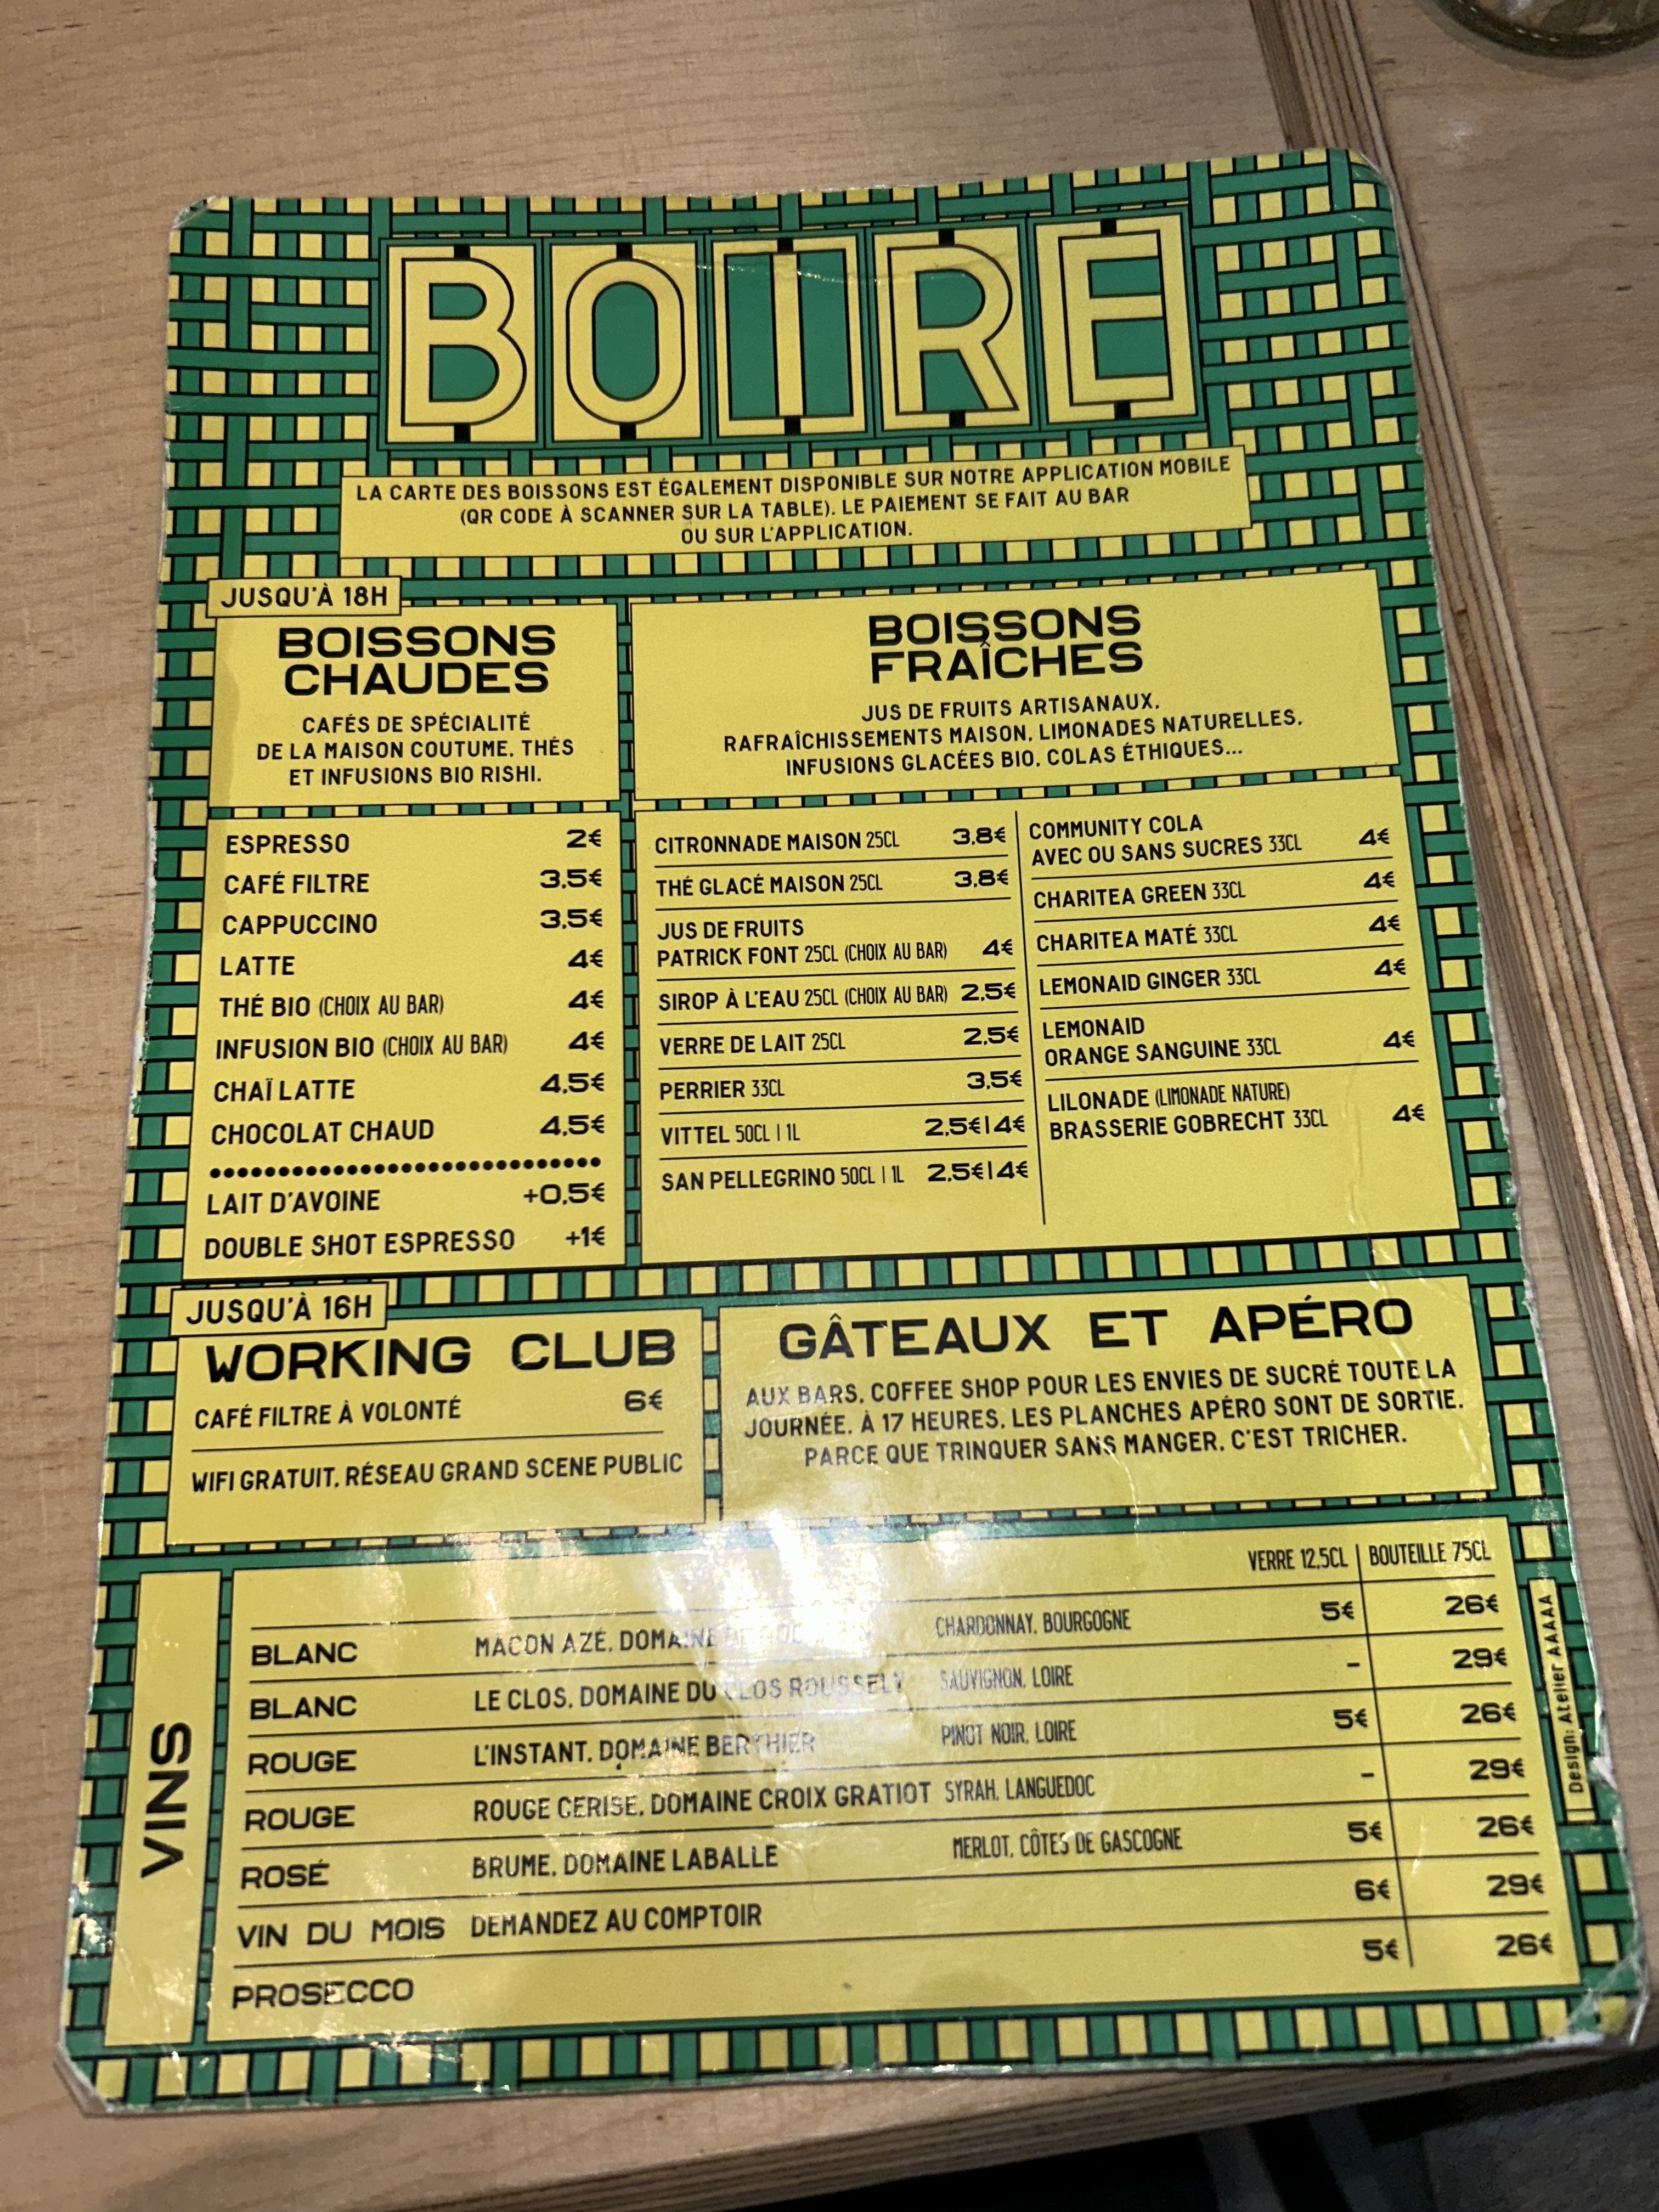 BOIRE
LA CARTE DES BOISSONS EST ÉGALEMENT DISPONIBLE SUR NOTRE APPLICATION MOBILE
(QR CODE À SCANNER SUR LA TABLE). LE PAIEMENT SE FAIT AU BAR
OU SUR L'APPLICATION.
JUSQU'À 18H
BOISSONS
CHAUDES
CAFÉS DE SPÉCIALITÉ
DE LA MAISON COUTUME, THÉS
ET INFUSIONS BIO RISHI.
ESPRESSO 2€
CAFÉ FILTRE 3,5€
CAPPUCCINO 3,5€
LATTE 4€
THÉ BIO (CHOIX AU BAR) 4€
INFUSION BIO (CHOIX AU BAR) 4€
CHAÏ LATTE 4,5€
CHOCOLAT CHAUD 4,5€
LAIT D'AVOINE +0,5€
DOUBLE SHOT ESPRESSO +1€
BOISSONS
FRAÎCHES
JUS DE FRUITS ARTISANAUX,
RAFRAÎCHISSEMENTS MAISON, LIMONADES NATURELLES,
INFUSIONS GLACÉES BIO, COLAS ÉTHIQUES...
CITRONNADE MAISON 25CL 3,8€
THÉ GLACÉ MAISON 25CL 3,8€
JUS DE FRUITS
PATRICK FONT 25CL (CHOIX AU BAR) 4€
SIROP À L'EAU 25CL (CHOIX AU BAR) 2,5€
VERRE DE LAIT 25CL 2,5€
PERRIER 33CL 3,5€
VITTEL 50CL | 1L 2,5€|4€
SAN PELLEGRINO 50CL | 1L 2,5€|4€
COMMUNITY COLA
AVEC OU SANS SUCRES 33CL 4€
CHARITEA GREEN 33CL 4€
CHARITEA MATÉ 33CL 4€
LEMONAID GINGER 33CL 4€
LEMONAID
ORANGE SANGUINE 33CL 4€
LILONADE (LIMONADE NATURE)
BRASSERIE GOBRECHT 33CL 4€
JUSQU'À 16H
WORKING CLUB
CAFÉ FILTRE À VOLONTÉ 6€
WIFI GRATUIT, RÉSEAU GRAND SCENE PUBLIC
GÂTEAUX ET APÉRO
AUX BARS, COFFEE SHOP POUR LES ENVIES DE SUCRÉ TOUTE LA
JOURNÉE. À 17 HEURES, LES PLANCHES APÉRO SONT DE SORTIE.
PARCE QUE TRINQUER SANS MANGER, C'EST TRICHER.
VINS
VERRE 12,5CL | BOUTEILLE 75CL
BLANC MACON AZÉ, DOMAINE CHARDONNAY, BOURGOGNE 5€ 26€
BLANC LE CLOS, DOMAINE DU CLOS ROUSSELY SAUVIGNON, LOIRE - 29€
ROUGE L'INSTANT, DOMAINE BERTHIER PINOT NOIR, LOIRE 5€ 26€
ROUGE ROUGE CERISE, DOMAINE CROIX GRATIOT SYRAH, LANGUEDOC - 29€
ROSÉ BRUME, DOMAINE LABALLE MERLOT, CÔTES DE GASCOGNE 5€ 26€
VIN DU MOIS DEMANDEZ AU COMPTOIR 6€ 29€
PROSECCO 5€ 26€
Design: Atelier AAAAA